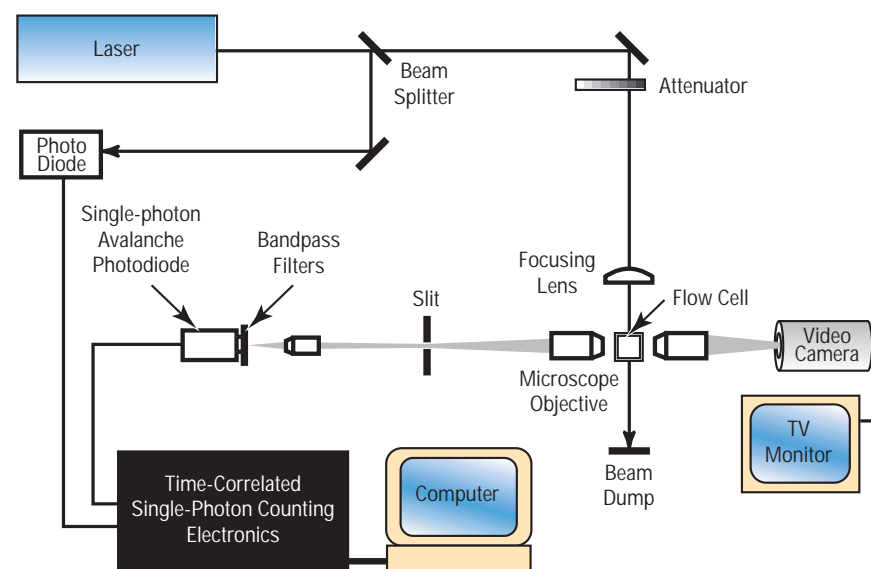 Laser
Beam
Splitter
Attenuator
Photo
Diode
Single-photon
Avalanche
Photodiode
Bandpass
Filters
Slit
Focusing
Lens
Flow Cell
Video
Camera
Microscope
Objective
TV
Monitor
Beam
Dump
Time-Correlated
Single-Photon Counting
Electronics
Computer